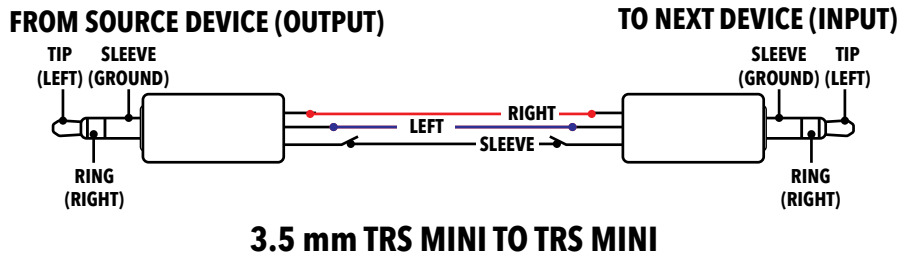 FROM SOURCE DEVICE (OUTPUT)
TO NEXT DEVICE (INPUT)
TIP
(LEFT)
SLEEVE
(GROUND)
SLEEVE
(GROUND)
TIP
(LEFT)
RIGHT
LEFT
SLEEVE
RING
(RIGHT)
RING
(RIGHT)
3.5 mm TRS MINI TO TRS MINI